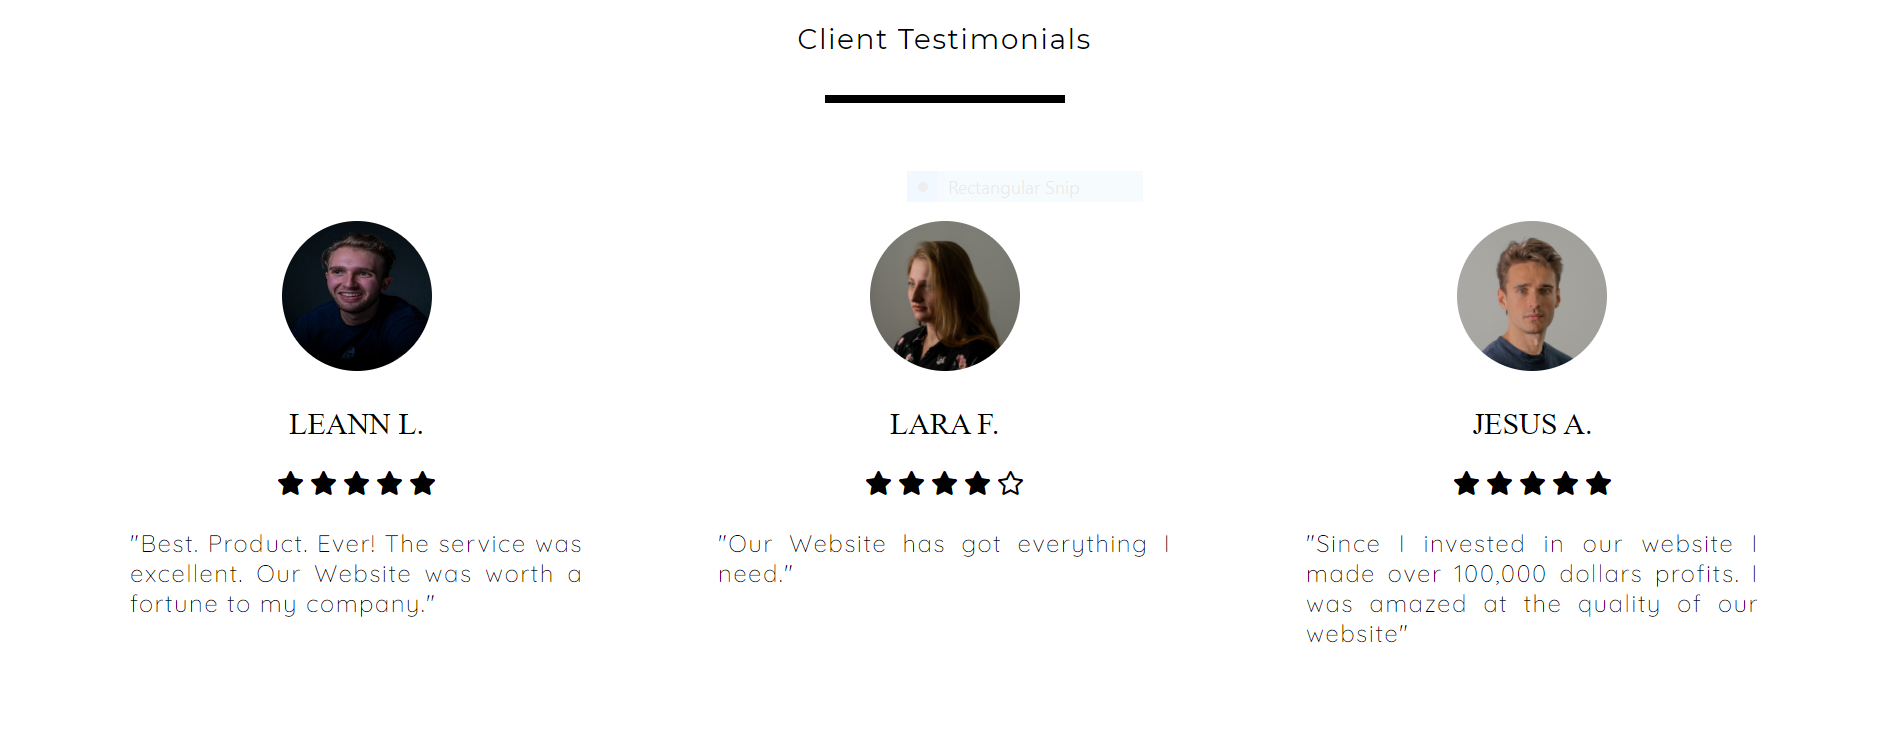 Client Testimonials
Rectangular Snip
LEANN L.
LARA F.
JESUS A.
"Best. Product. Ever! The service was
excellent. Our Website was worth a
fortune to my company."
"Our Website has got everything I
need."
"Since I invested in our website I
made over 100,000 dollars profits. I
was amazed at the quality of our
website"